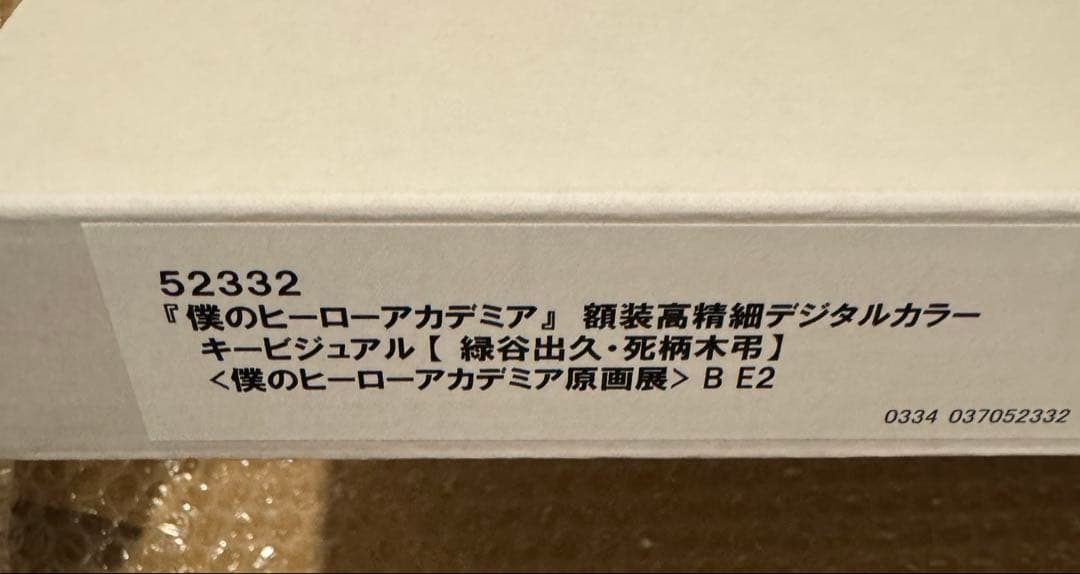 52332
『僕のヒーローアカデミア』 額装高精細デジタルカラー
キービジュアル【 緑谷出久・死柄木弔】
<僕のヒーローアカデミア原画展> B E2
0334 037052332